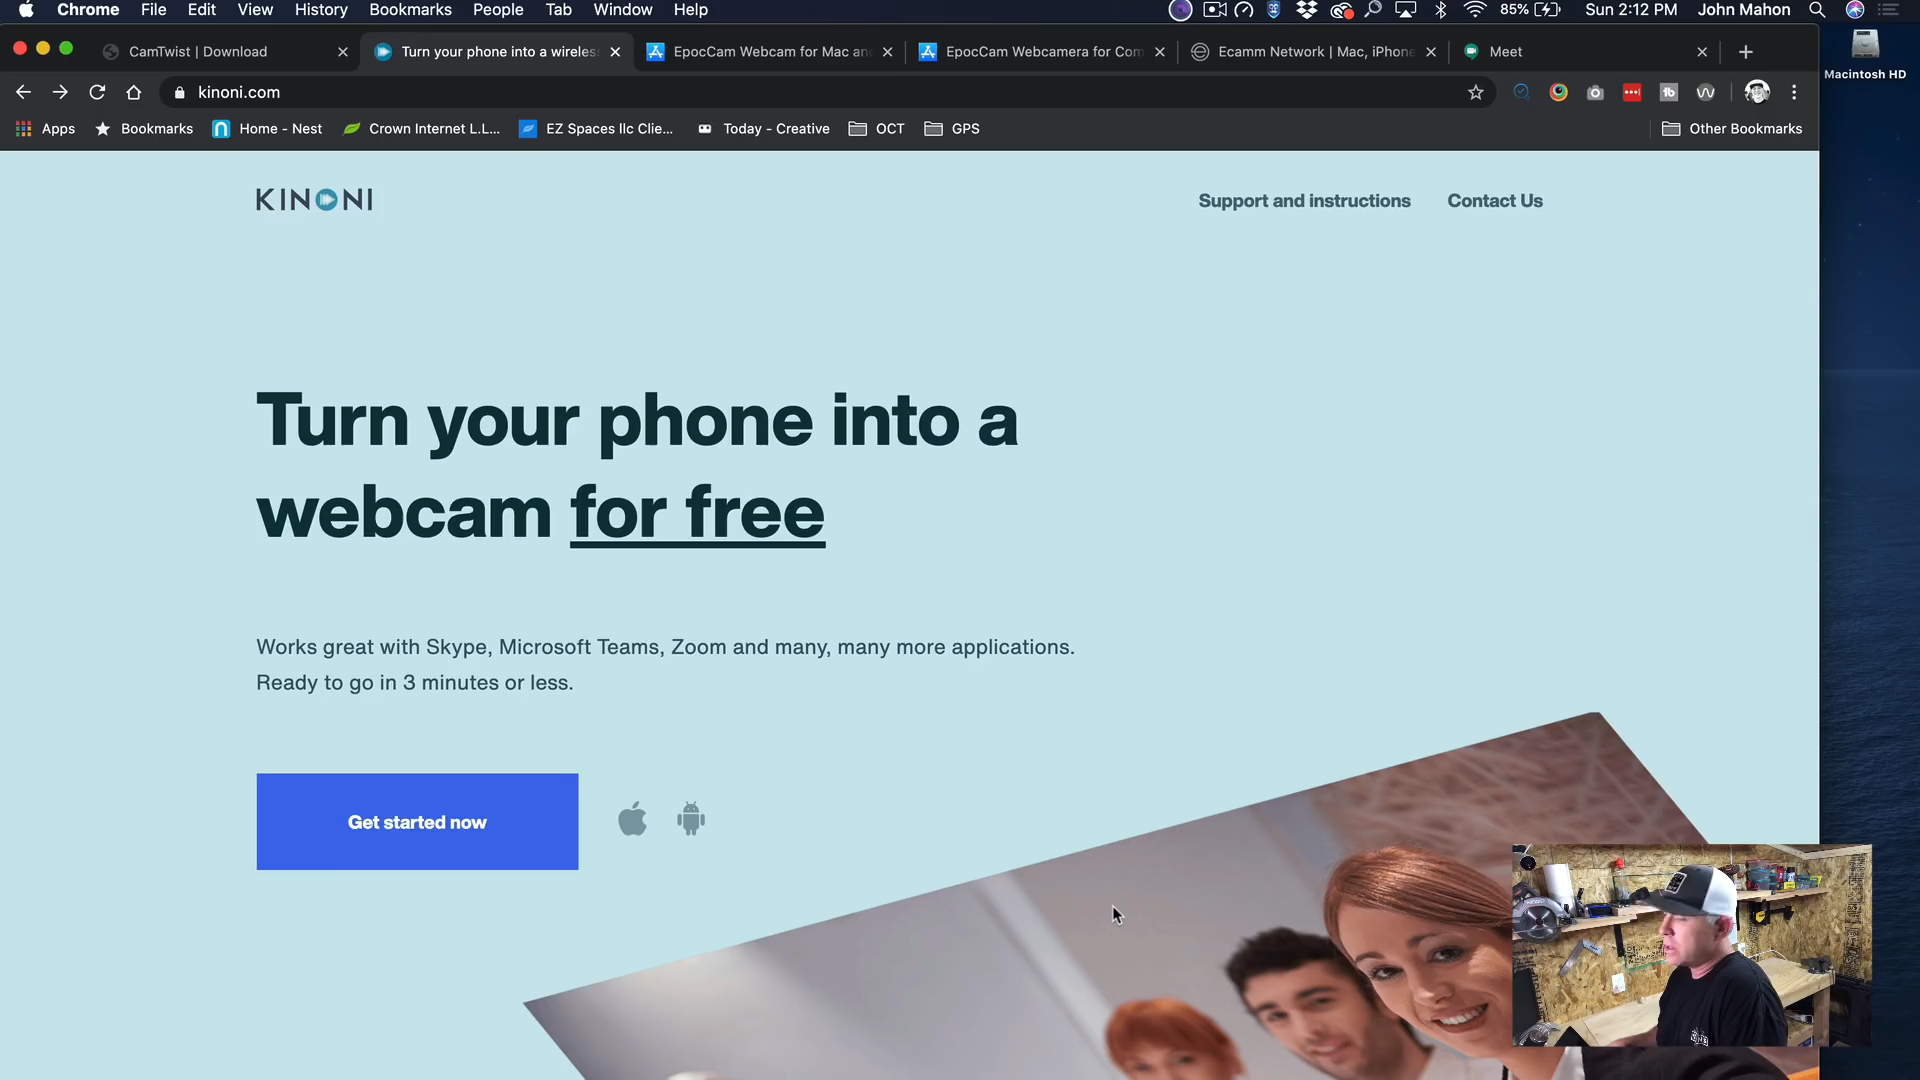 Chrome File Edit View History Bookmarks People Tab Window Help 85% Sun 2:12 PM John Mahon
CamTwist | Download
Turn your phone into a wireles
EpocCam Webcam for Mac an
EpocCam Webcamera for Com
Ecamm Network | Mac, iPhone
Meet
Macintosh HD
kinoni.com
Apps Bookmarks Home - Nest Crown Internet L.L... EZ Spaces llc Clie... Today - Creative OCT GPS Other Bookmarks
KINONI
Support and instructions Contact Us
Turn your phone into a
webcam for free
Works great with Skype, Microsoft Teams, Zoom and many, many more applications.
Ready to go in 3 minutes or less.
Get started now